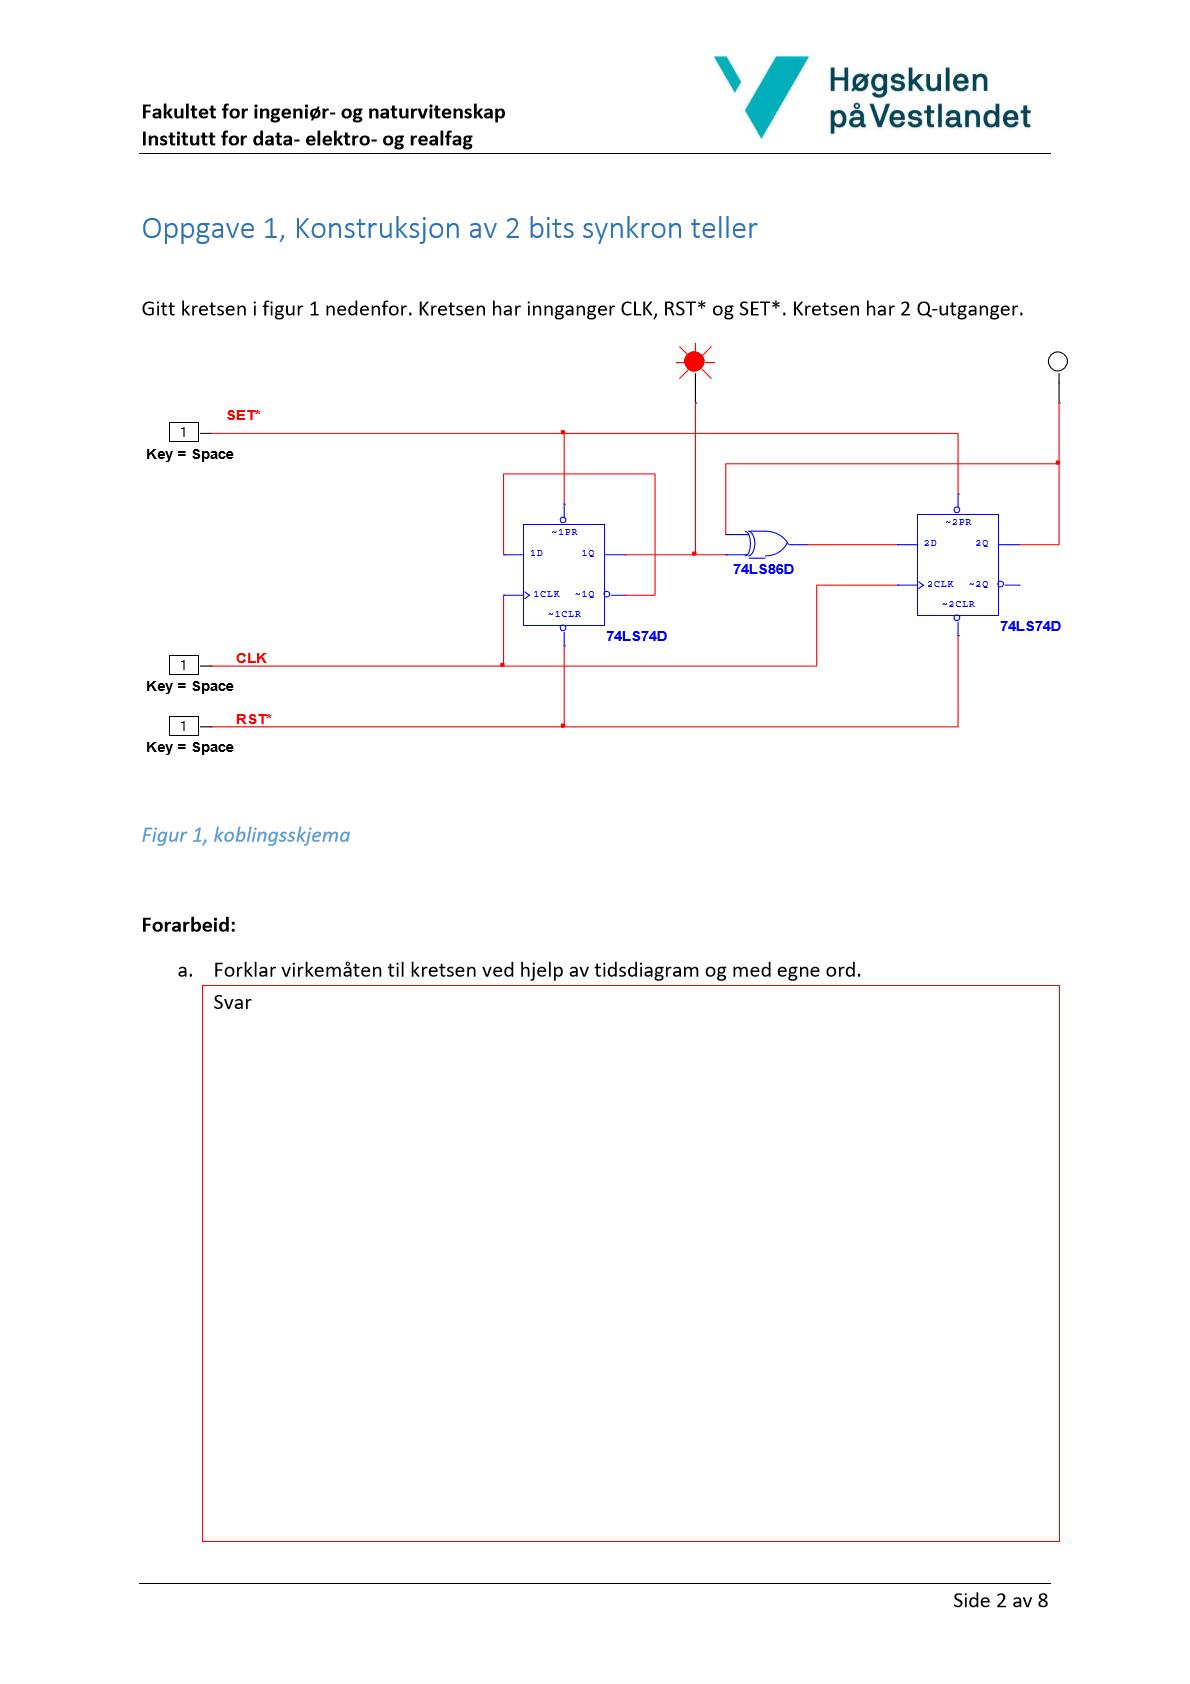 Fakultet for ingeniør- og naturvitenskap
Institutt for data- elektro- og realfag
Høgskulen
på Vestlandet
Oppgave 1, Konstruksjon av 2 bits synkron teller
Gitt kretsen i figur 1 nedenfor. Kretsen har innganger CLK, RST* og SET*. Kretsen har 2 Q-utganger.
SET*
1
Key = Space
~1PR
1D 1Q
1CLK ~1Q
~1CLR
74LS74D
74LS86D
~2PR
2D 2Q
2CLK ~2Q
~2CLR
74LS74D
CLK
1
Key = Space
RST*
1
Key = Space
Figur 1, koblingsskjema
Forarbeid:
a. Forklar virkemåten til kretsen ved hjelp av tidsdiagram og med egne ord.
Svar
Side 2 av 8